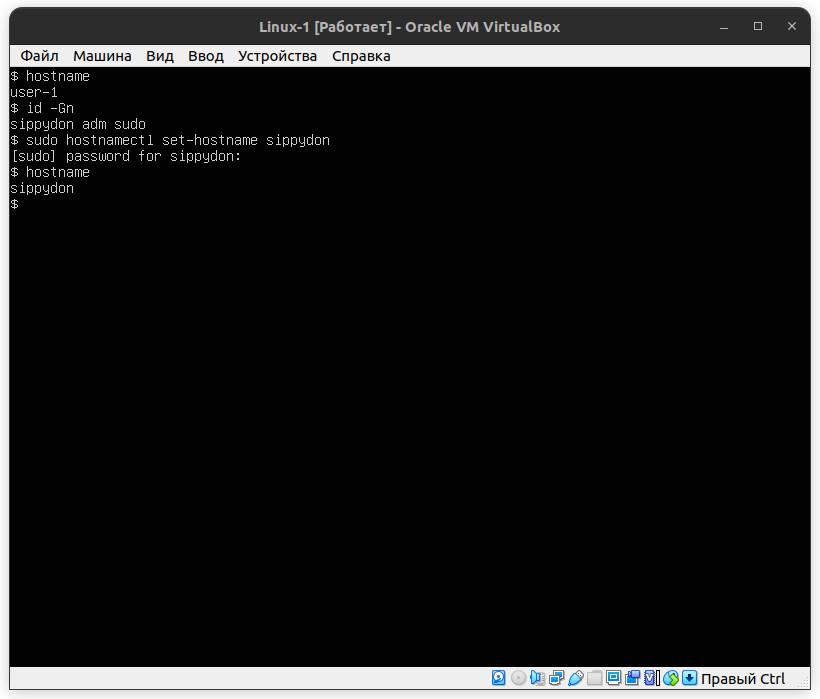 Linux-1 [Работает] - Oracle VM VirtualBox
Файл Машина Вид Ввод Устройства Справка
$ hostname
user-1
$ id -Gn
sippydon adm sudo
$ sudo hostnamectl set-hostname sippydon
[sudo] password for sippydon:
$ hostname
sippydon
$
Правый Ctrl